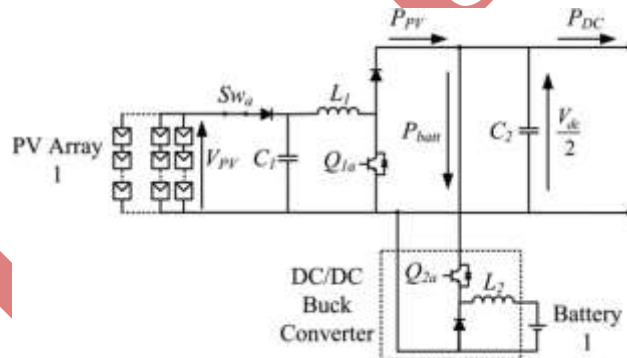 P_PV
P_DC
Sw_a
L_1
PV Array
1
V_PV
C_1
Q_1a
P_batt
C_2
V_dc
2
DC/DC
Buck
Converter
Q_2a
L_2
Battery
1